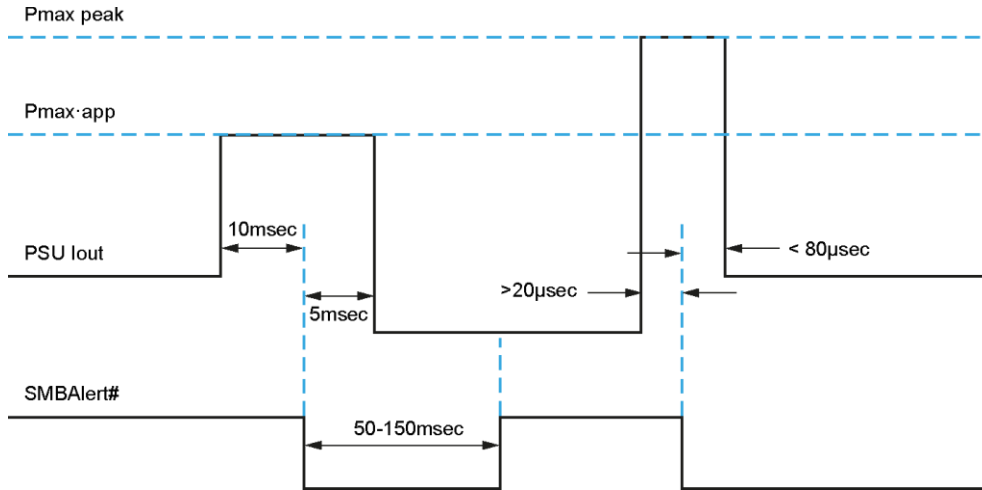 Pmax peak
Pmax·app
10msec
PSU Iout
< 80µsec
>20µsec
5msec
SMBAlert#
50-150msec